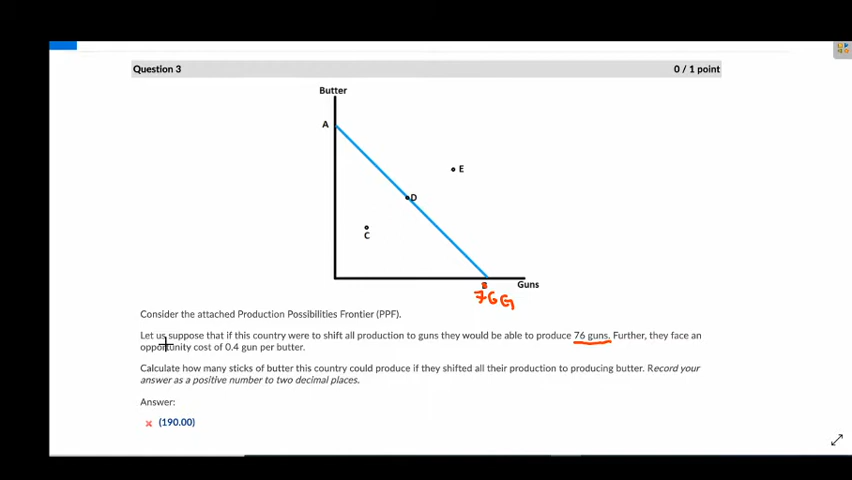 Question 3 0 / 1 point
Butter
A
E
D
C
B Guns
76 G
Consider the attached Production Possibilities Frontier (PPF).
Let us suppose that if this country were to shift all production to guns they would be able to produce 76 guns. Further, they face an
opportunity cost of 0.4 gun per butter.
Calculate how many sticks of butter this country could produce if they shifted all their production to producing butter. Record your
answer as a positive number to two decimal places.
Answer:
(190.00)